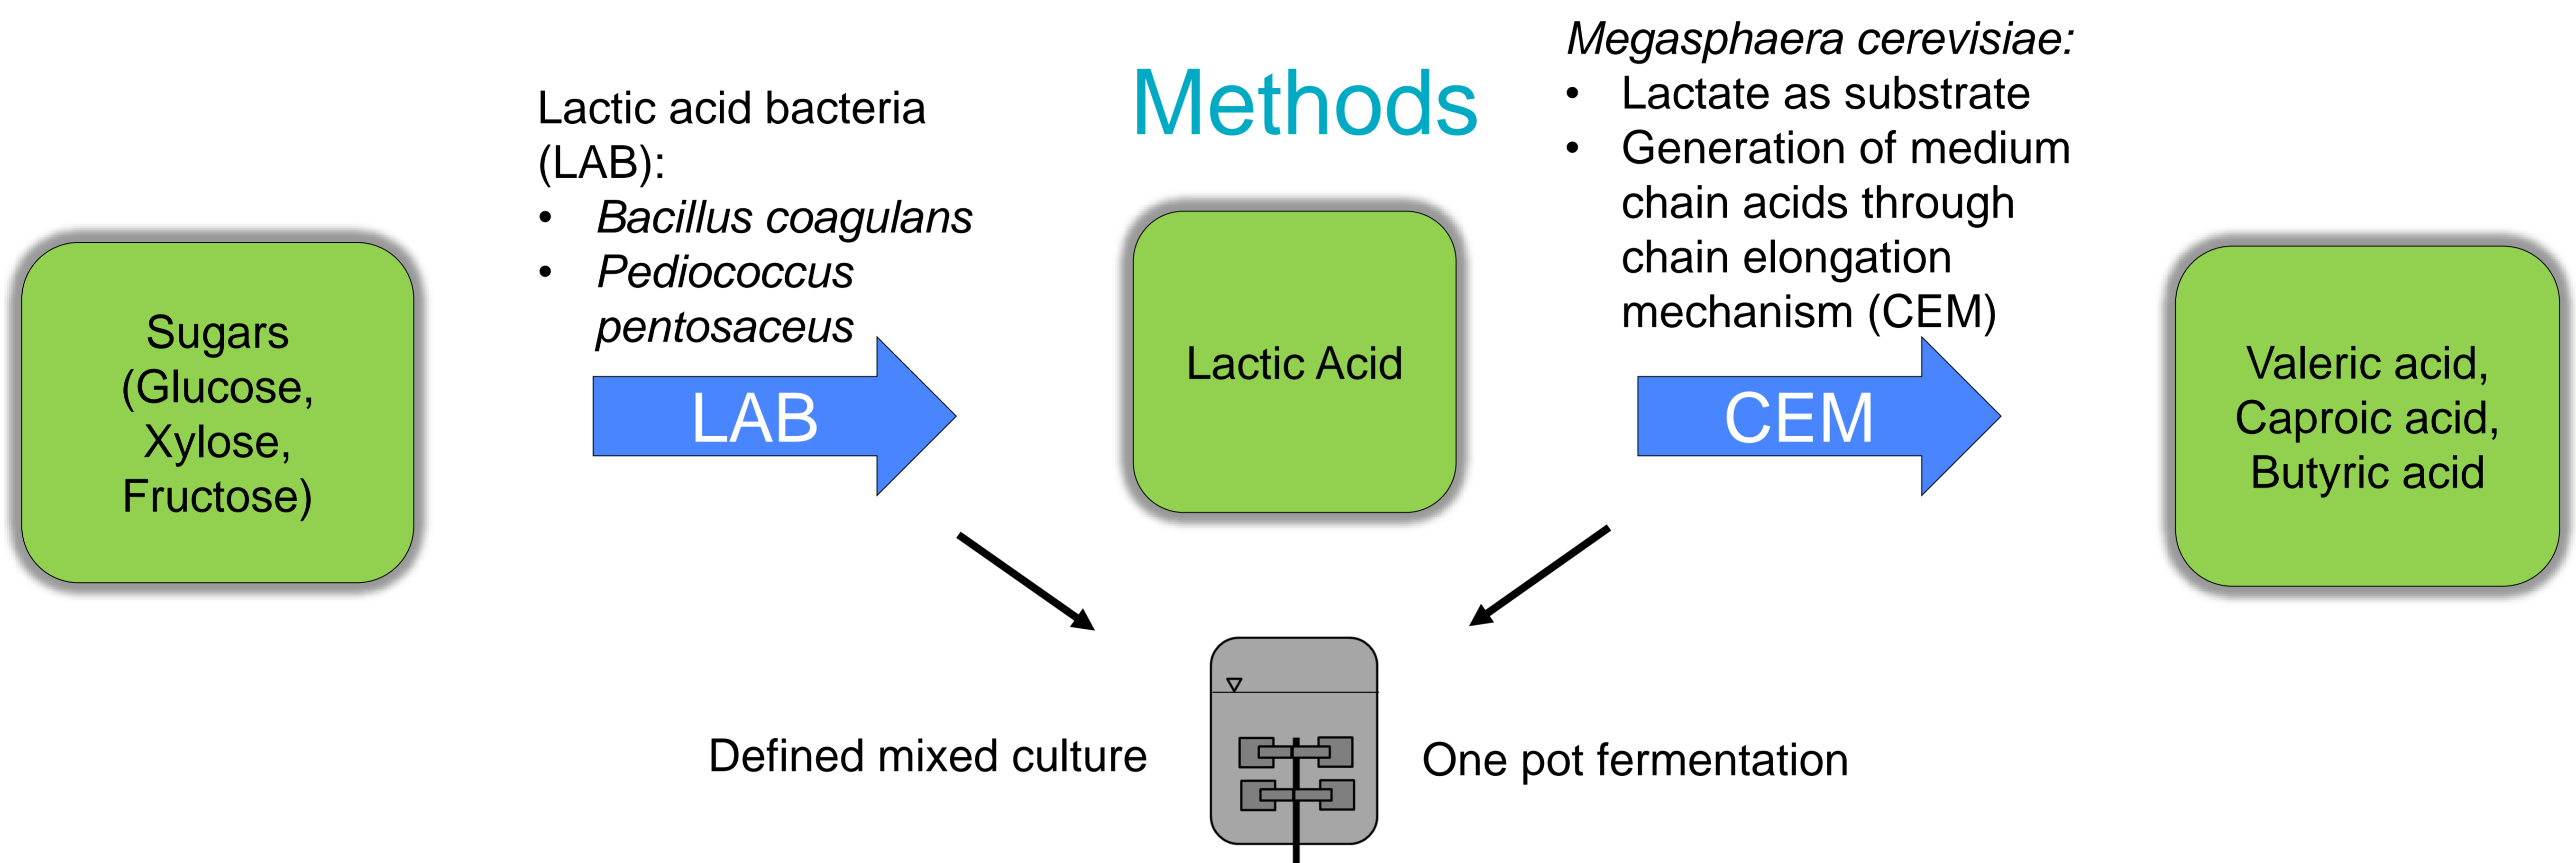 Methods
Sugars
(Glucose,
Xylose,
Fructose)
Lactic acid bacteria
(LAB):
• Bacillus coagulans
• Pediococcus
pentosaceus
LAB
Lactic Acid
Megasphaera cerevisiae:
• Lactate as substrate
• Generation of medium
chain acids through
chain elongation
mechanism (CEM)
CEM
Valeric acid,
Caproic acid,
Butyric acid
Defined mixed culture
One pot fermentation